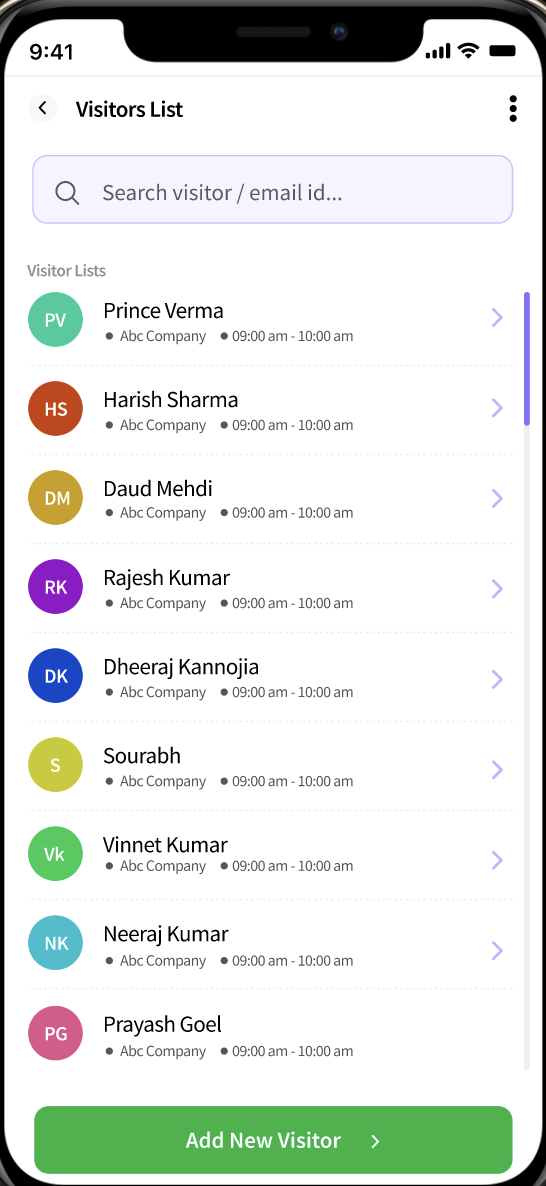 9:41
Visitors List
Search visitor / email id...
Visitor Lists
PV
Prince Verma
Abc Company 09:00 am - 10:00 am
HS
Harish Sharma
Abc Company 09:00 am - 10:00 am
DM
Daud Mehdi
Abc Company 09:00 am - 10:00 am
RK
Rajesh Kumar
Abc Company 09:00 am - 10:00 am
DK
Dheeraj Kannojia
Abc Company 09:00 am - 10:00 am
S
Sourabh
Abc Company 09:00 am - 10:00 am
Vk
Vinnet Kumar
Abc Company 09:00 am - 10:00 am
NK
Neeraj Kumar
Abc Company 09:00 am - 10:00 am
PG
Prayash Goel
Abc Company 09:00 am - 10:00 am
Add New Visitor